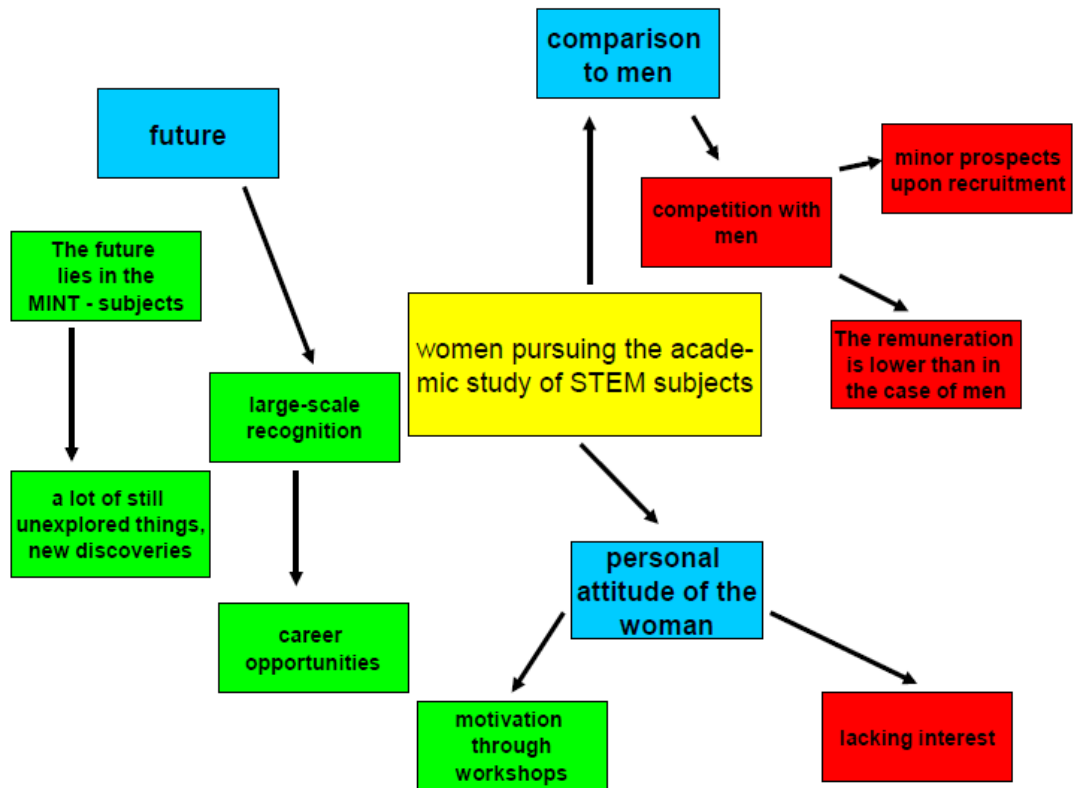 comparison
to men
future
minor prospects
upon recruitment
competition with
men
The future
lies in the
MINT - subjects
women pursuing the acade-
mic study of STEM subjects
The remuneration
is lower than in
the case of men
large-scale
recognition
a lot of still
unexplored things,
new discoveries
personal
attitude of the
woman
career
opportunities
motivation
through
workshops
lacking interest